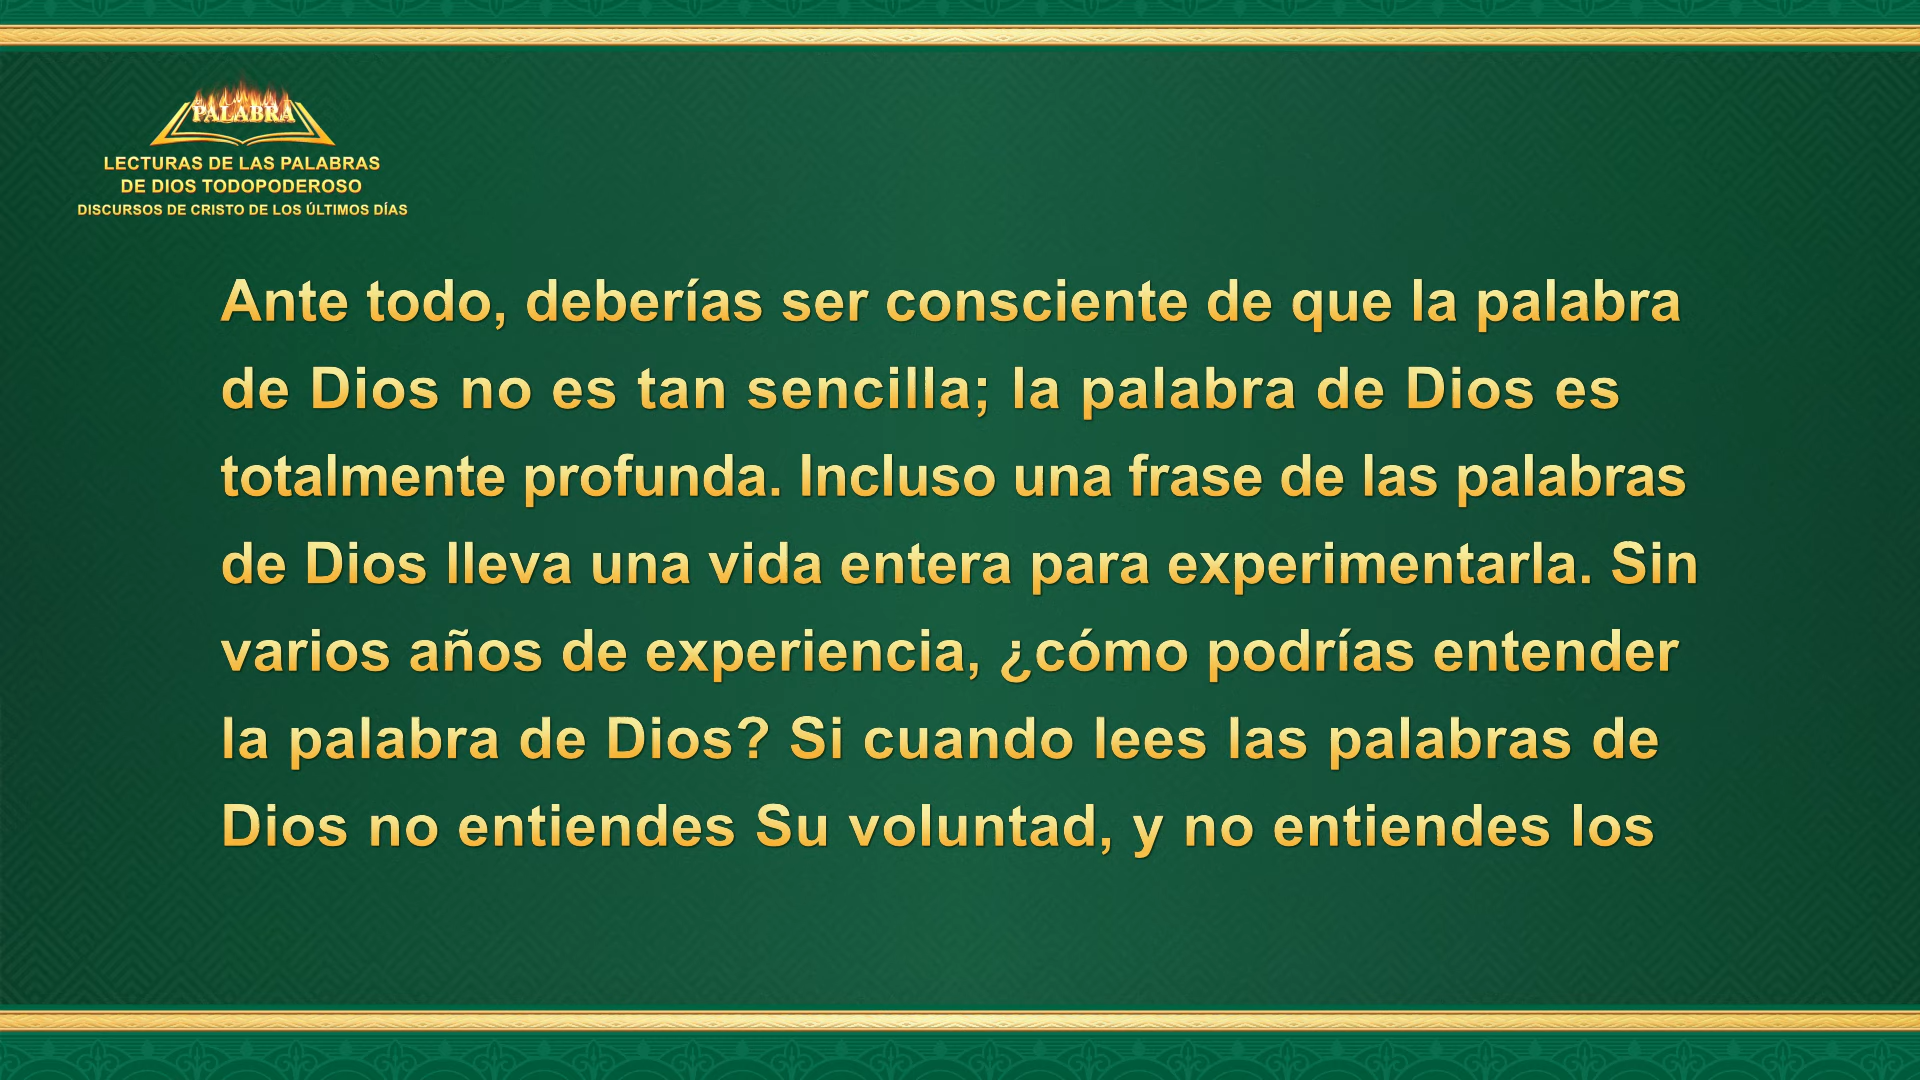 PALABRA
LECTURAS DE LAS PALABRAS
DE DIOS TODOPODEROSO
DISCURSOS DE CRISTO DE LOS ÚLTIMOS DÍAS
Ante todo, deberías ser consciente de que la palabra
de Dios no es tan sencilla; la palabra de Dios es
totalmente profunda. Incluso una frase de las palabras
de Dios lleva una vida entera para experimentarla. Sin
varios años de experiencia, ¿cómo podrías entender
la palabra de Dios? Si cuando lees las palabras de
Dios no entiendes Su voluntad, y no entiendes los